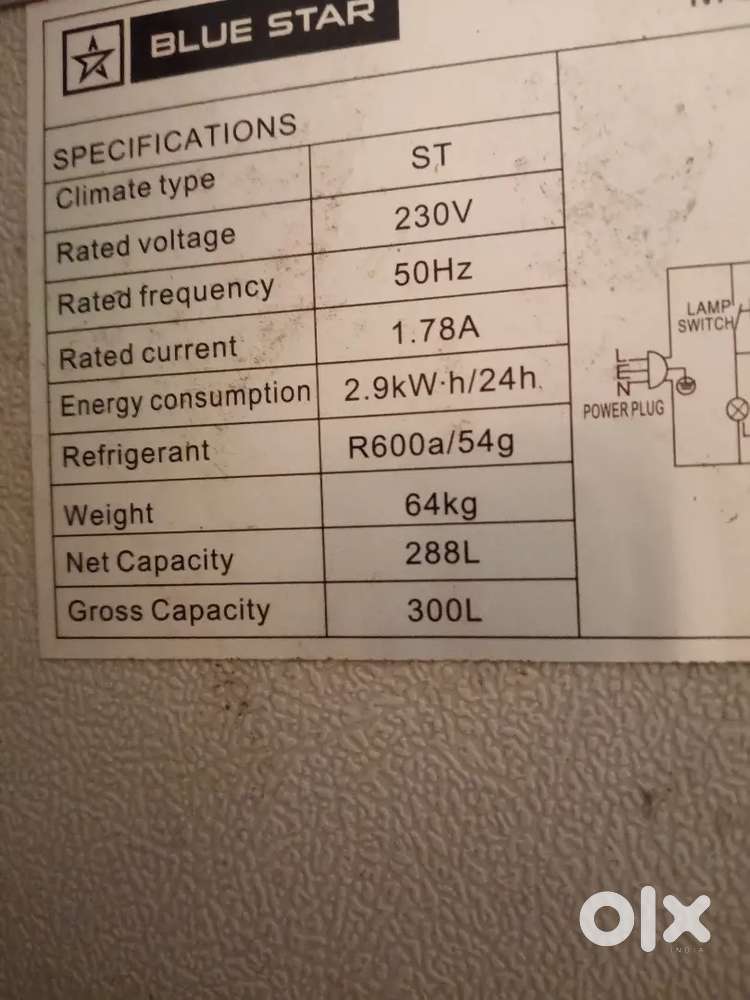 BLUE STAR
SPECIFICATIONS
Climate type ST
Rated voltage 230V
Rated frequency 50Hz
Rated current 1.78A
Energy consumption 2.9kW·h/24h
Refrigerant R600a/54g
Weight 64kg
Net Capacity 288L
Gross Capacity 300L
LAMP
SWITCH
L
E
N
POWER PLUG
L
olx
INDIA